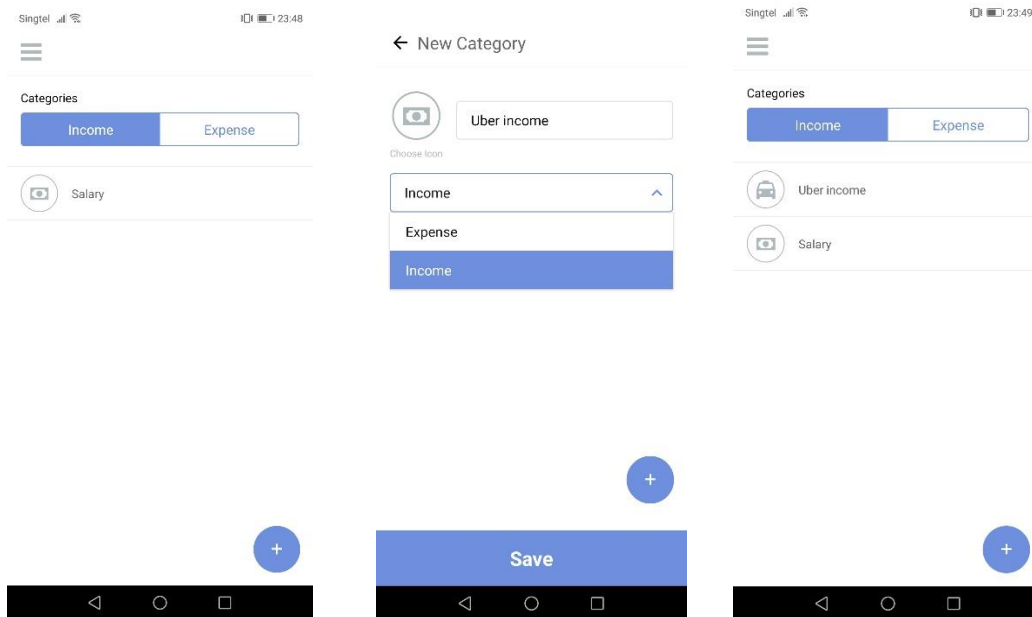 Singtel 23:48
Categories
Income Expense
Salary
+
New Category
Uber income
Choose Icon
Income
Expense
Income
+
Save
Singtel 23:49
Categories
Income Expense
Uber income
Salary
+